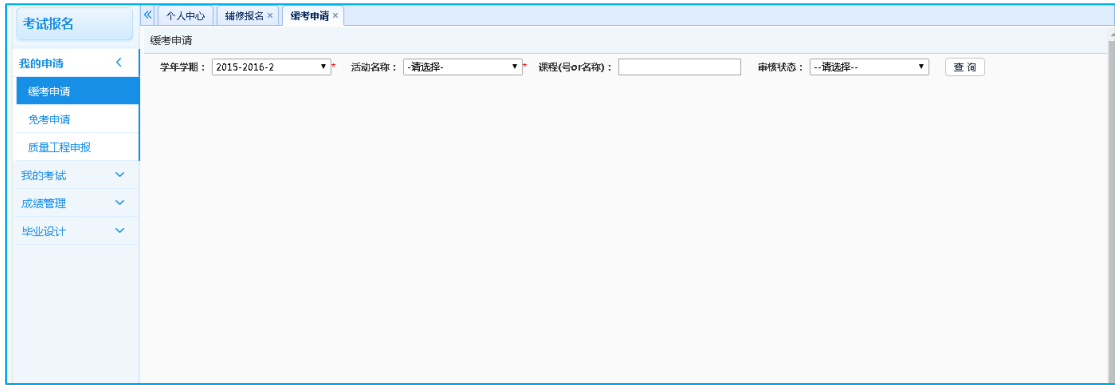 考试报名
我的申请
缓考申请
免考申请
质量工程申报
我的考试
成绩管理
毕业设计
个人中心 辅修报名 × 缓考申请 ×
缓考申请
学年学期： 2015-2016-2 * 活动名称： -请选择- * 课程(号or名称)： 审核状态： --请选择-- 查 询